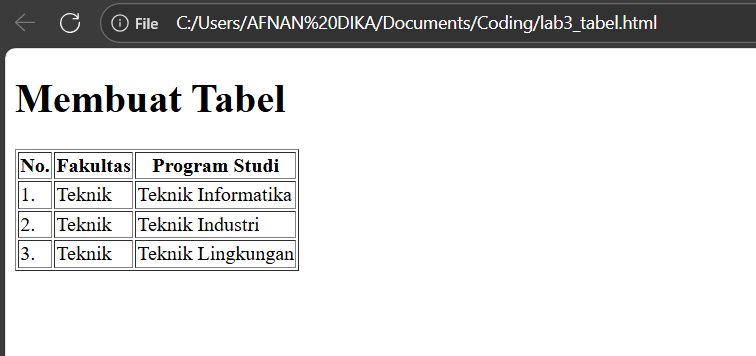 File C:/Users/AFNAN%20DIKA/Documents/Coding/lab3_tabel.html
Membuat Tabel
No. Fakultas Program Studi
1. Teknik Teknik Informatika
2. Teknik Teknik Industri
3. Teknik Teknik Lingkungan